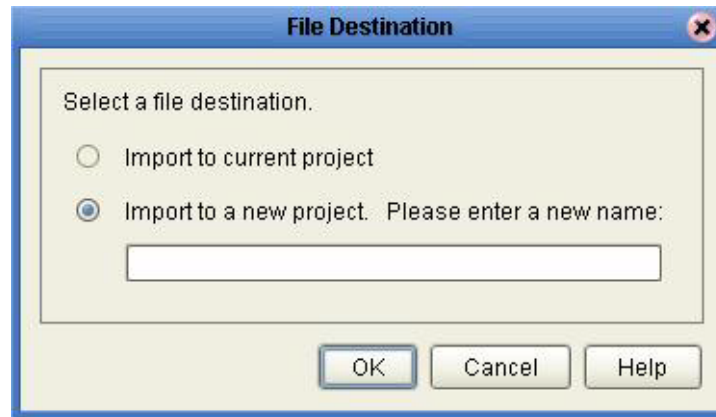 File Destination
Select a file destination.
Import to current project
Import to a new project. Please enter a new name:
OK Cancel Help